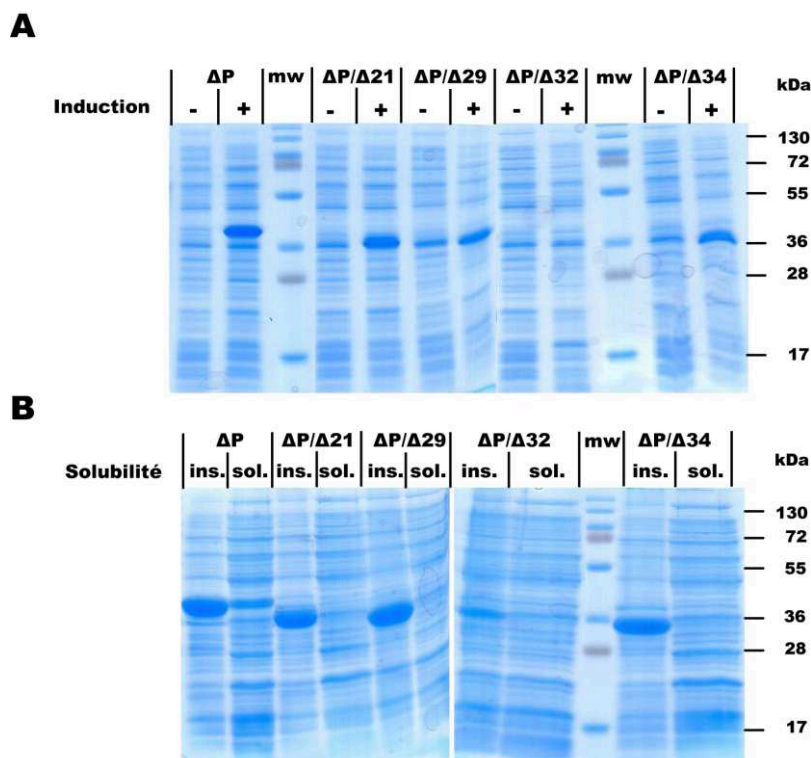 A
ΔP mw ΔP/Δ21 ΔP/Δ29 ΔP/Δ32 mw ΔP/Δ34 kDa
Induction - + - + - + - + - +
130
72
55
36
28
17
B
ΔP ΔP/Δ21 ΔP/Δ29 ΔP/Δ32 mw ΔP/Δ34 kDa
Solubilité ins. sol. ins. sol. ins. sol. ins. sol. ins. sol.
130
72
55
36
28
17